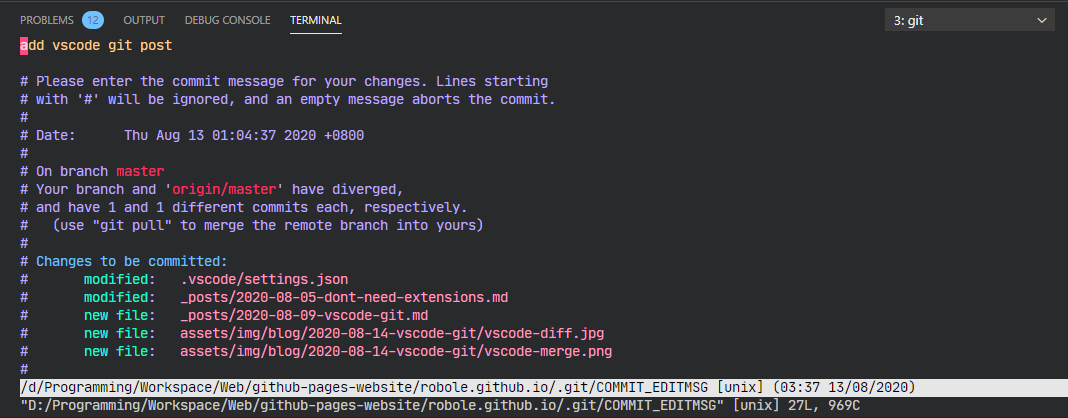 PROBLEMS 12 OUTPUT DEBUG CONSOLE TERMINAL 3: git
add vscode git post
# Please enter the commit message for your changes. Lines starting
# with '#' will be ignored, and an empty message aborts the commit.
#
# Date:      Thu Aug 13 01:04:37 2020 +0800
#
# On branch master
# Your branch and 'origin/master' have diverged,
# and have 1 and 1 different commits each, respectively.
#   (use "git pull" to merge the remote branch into yours)
#
# Changes to be committed:
#       modified:   .vscode/settings.json
#       modified:   _posts/2020-08-05-dont-need-extensions.md
#       new file:   _posts/2020-08-09-vscode-git.md
#       new file:   assets/img/blog/2020-08-14-vscode-git/vscode-diff.jpg
#       new file:   assets/img/blog/2020-08-14-vscode-git/vscode-merge.png
#
/d/Programming/Workspace/Web/github-pages-website/robole.github.io/.git/COMMIT_EDITMSG [unix] (03:37 13/08/2020)
"D:/Programming/Workspace/Web/github-pages-website/robole.github.io/.git/COMMIT_EDITMSG" [unix] 27L, 969C